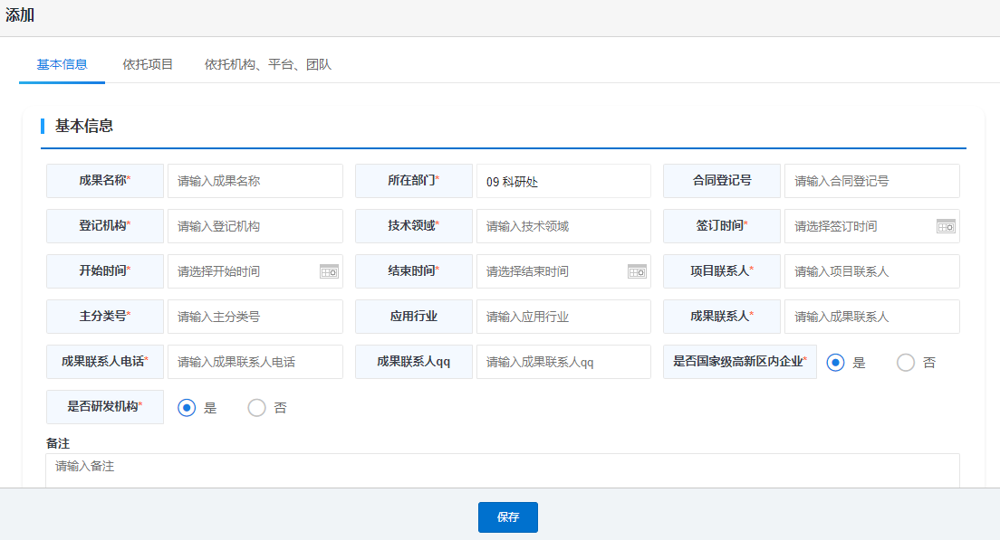 添加
基本信息 依托项目 依托机构、平台、团队
基本信息
成果名称* 请输入成果名称 所在部门* 09 科研处 合同登记号 请输入合同登记号
登记机构* 请输入登记机构 技术领域* 请输入技术领域 签订时间* 请选择签订时间
开始时间* 请选择开始时间 结束时间* 请选择结束时间 项目联系人* 请输入项目联系人
主分类号* 请输入主分类号 应用行业 请输入应用行业 成果联系人* 请输入成果联系人
成果联系人电话* 请输入成果联系人电话 成果联系人qq 请输入成果联系人qq 是否国家级高新区内企业* 是 否
是否研发机构* 是 否
备注
请输入备注
保存